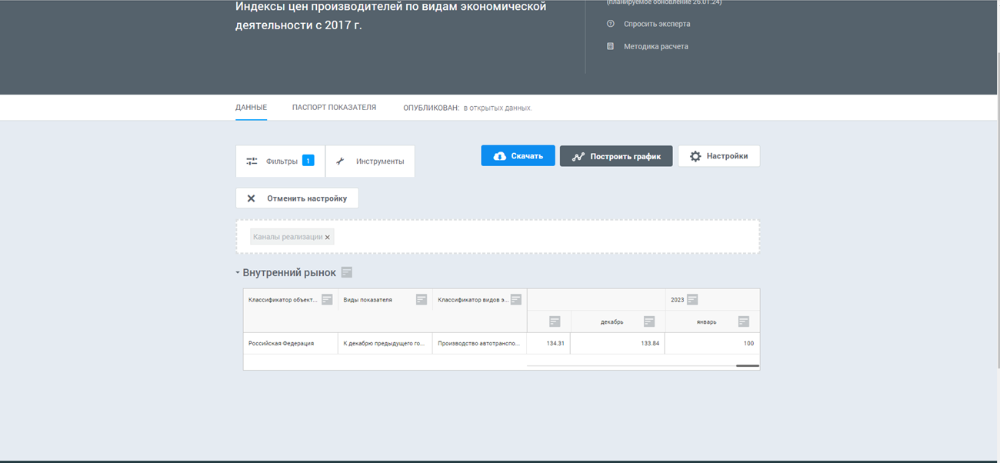 (планируемое обновление 26.01.24)
Индексы цен производителей по видам экономической
деятельности с 2017 г.
Спросить эксперта
Методика расчета
ДАННЫЕ ПАСПОРТ ПОКАЗАТЕЛЯ ОПУБЛИКОВАН: в открытых данных.
Фильтры 1 Инструменты Скачать Построить график Настройки
Отменить настройку
Каналы реализации ×
Внутренний рынок
Классификатор объект... Виды показателя Классификатор видов э... 2023
декабрь январь
Российская Федерация К декабрю предыдущего го... Производство автотранспо... 134.31 133.84 100